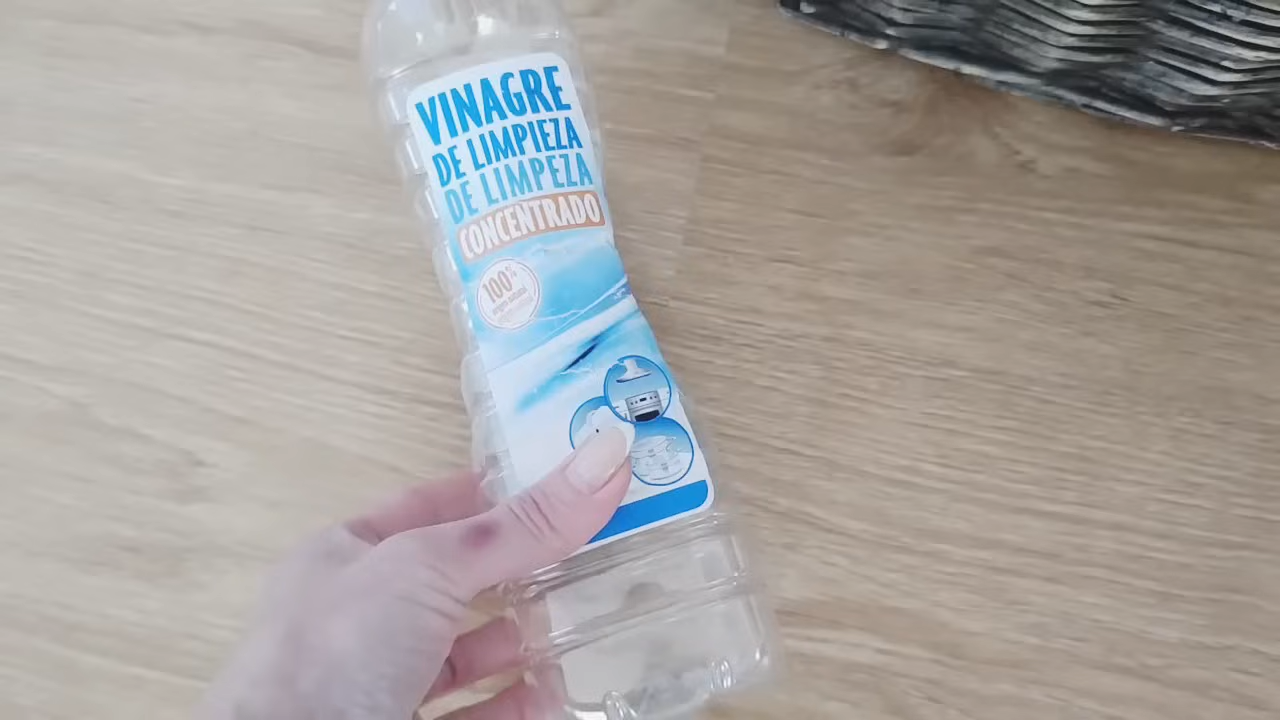 VINAGRE
DE LIMPIEZA
DE LIMPEZA
CONCENTRADO
100%